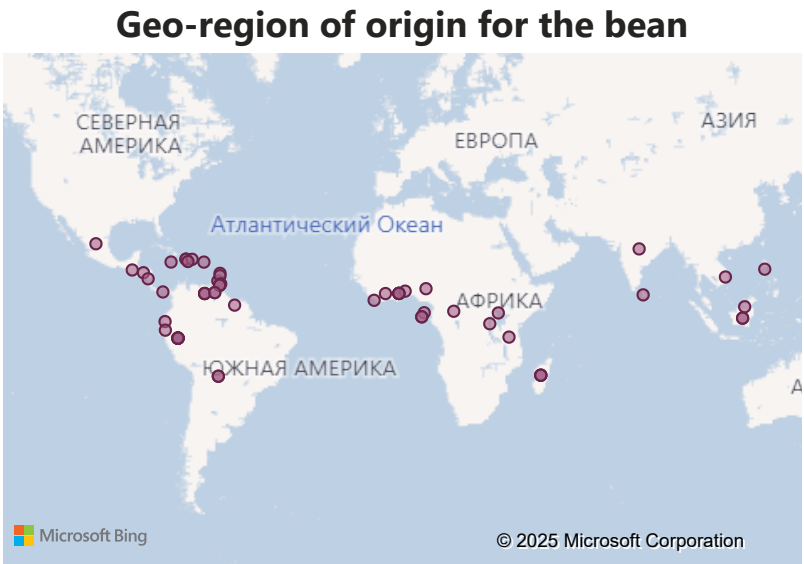 Geo-region of origin for the bean
СЕВЕРНАЯ
АМЕРИКА
АЗИЯ
ЕВРОПА
Атлантический Океан
АФРИКА
ЮЖНАЯ АМЕРИКА
А
Microsoft Bing
© 2025 Microsoft Corporation